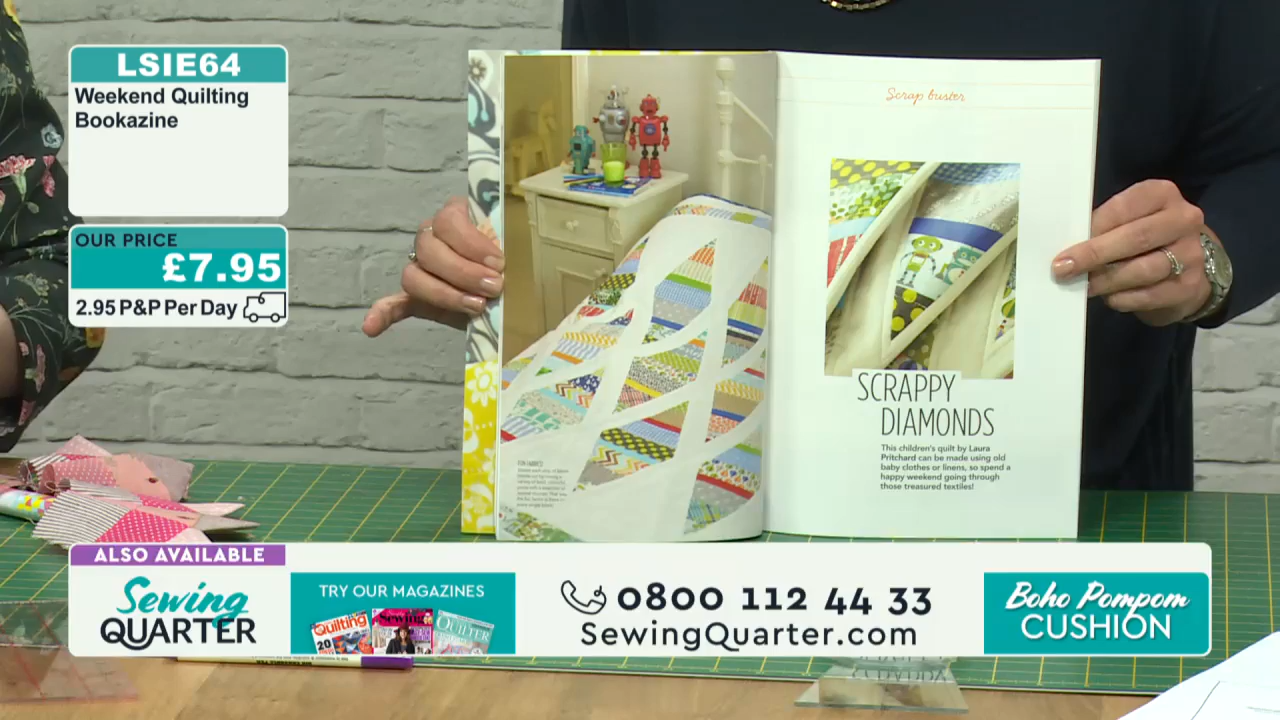 LSIE64
Weekend Quilting
Bookazine
OUR PRICE
£7.95
2.95 P&P Per Day
Scrap buster
SCRAPPY
DIAMONDS
This children's quilt by Laura
Pritchard can be made using old
baby clothes or linens, so spend a
happy weekend going through
those treasured textiles!
ALSO AVAILABLE
Sewing
QUARTER
TRY OUR MAGAZINES
Quilting
Sewing
QUILTER
0800 112 44 33
SewingQuarter.com
Boho Pompom
CUSHION